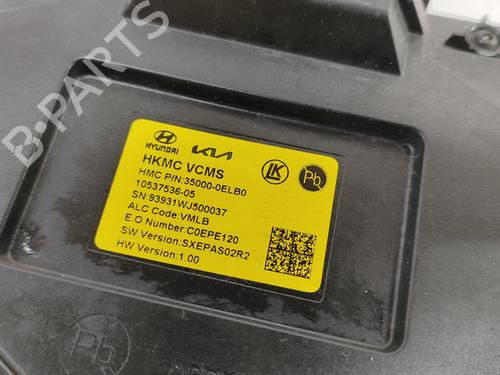 B-PARTS
HYUNDAI KIA
HKMC VCMS
LK
Pb
HMC P/N:35000-0ELB0
10537536-05
SN:93931WJ500037
ALC Code:VMLB
E.O Number:C0EPE120
SW Version:SXEPAS02R2
HW Version:1.00
Pb